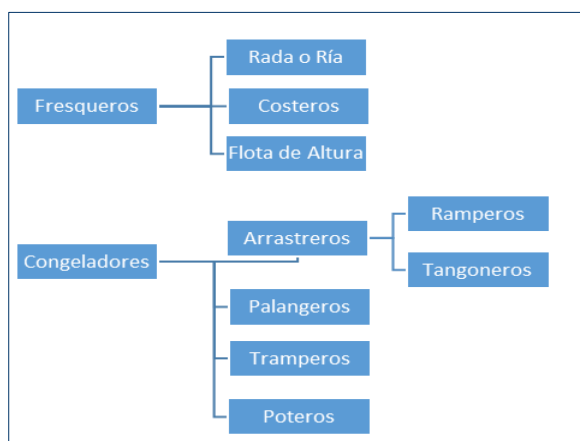 Rada o Ría
Fresqueros
Costeros
Flota de Altura
Congeladores
Arrastreros
Ramperos
Tangoneros
Palangeros
Tramperos
Poteros